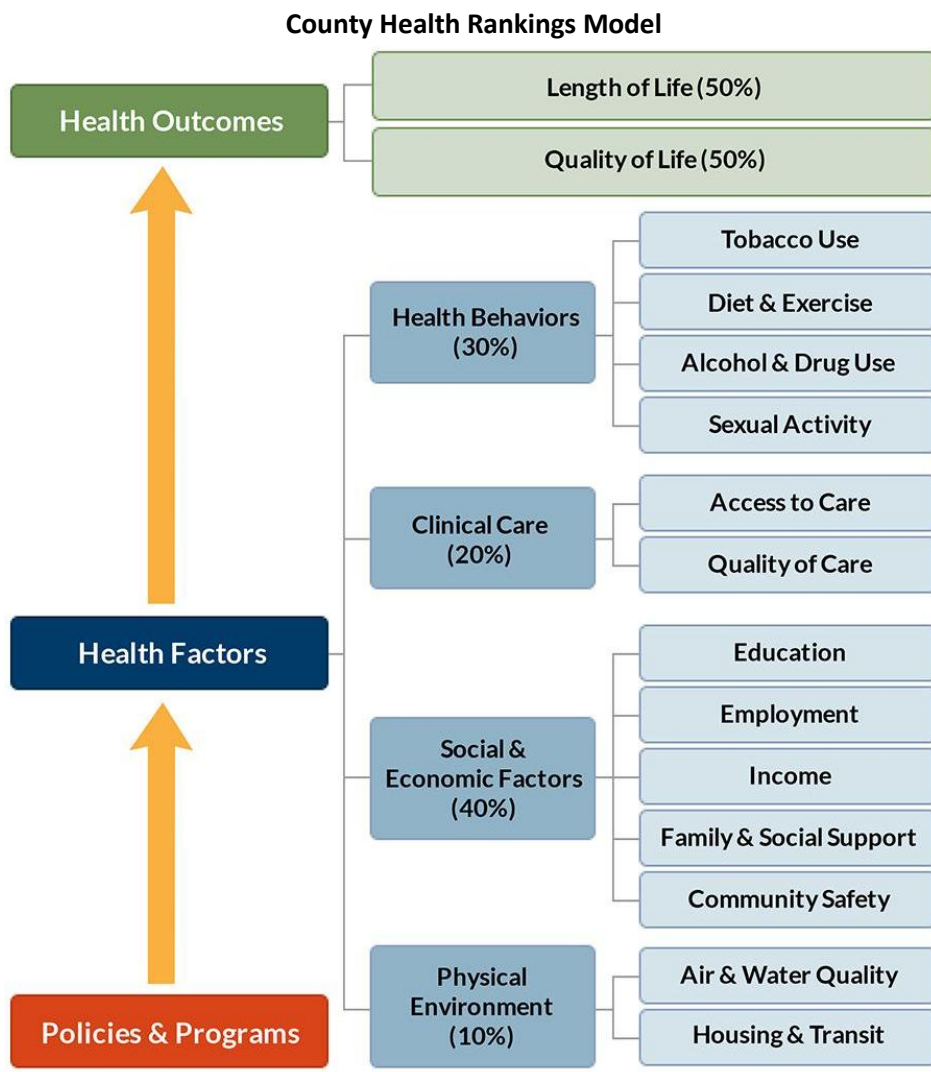 County Health Rankings Model
Health Outcomes
Length of Life (50%)
Quality of Life (50%)
Health Factors
Health Behaviors
(30%)
Tobacco Use
Diet & Exercise
Alcohol & Drug Use
Sexual Activity
Clinical Care
(20%)
Access to Care
Quality of Care
Social &
Economic Factors
(40%)
Education
Employment
Income
Family & Social Support
Community Safety
Physical
Environment
(10%)
Air & Water Quality
Housing & Transit
Policies & Programs